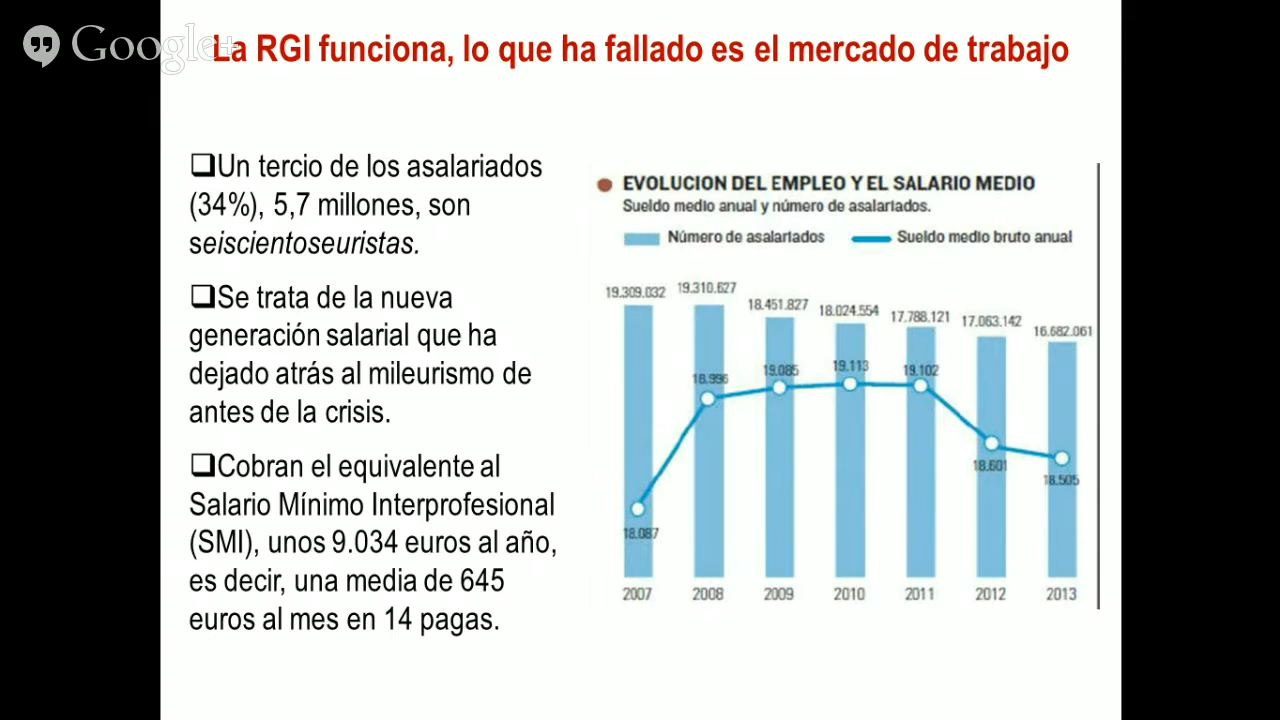 Google+
La RGI funciona, lo que ha fallado es el mercado de trabajo
Un tercio de los asalariados
(34%), 5,7 millones, son
seiscientoseuristas.
Se trata de la nueva
generación salarial que ha
dejado atrás al mileurismo de
antes de la crisis.
Cobran el equivalente al
Salario Mínimo Interprofesional
(SMI), unos 9.034 euros al año,
es decir, una media de 645
euros al mes en 14 pagas.
EVOLUCION DEL EMPLEO Y EL SALARIO MEDIO
Sueldo medio anual y número de asalariados.
Número de asalariados Sueldo medio bruto anual
19.309.032 19.310.627 18.451.827 18.024.554 17.788.121 17.063.142 16.682.061
18.087 18.996 19.085 19.113 19.102 18.601 18.505
2007 2008 2009 2010 2011 2012 2013